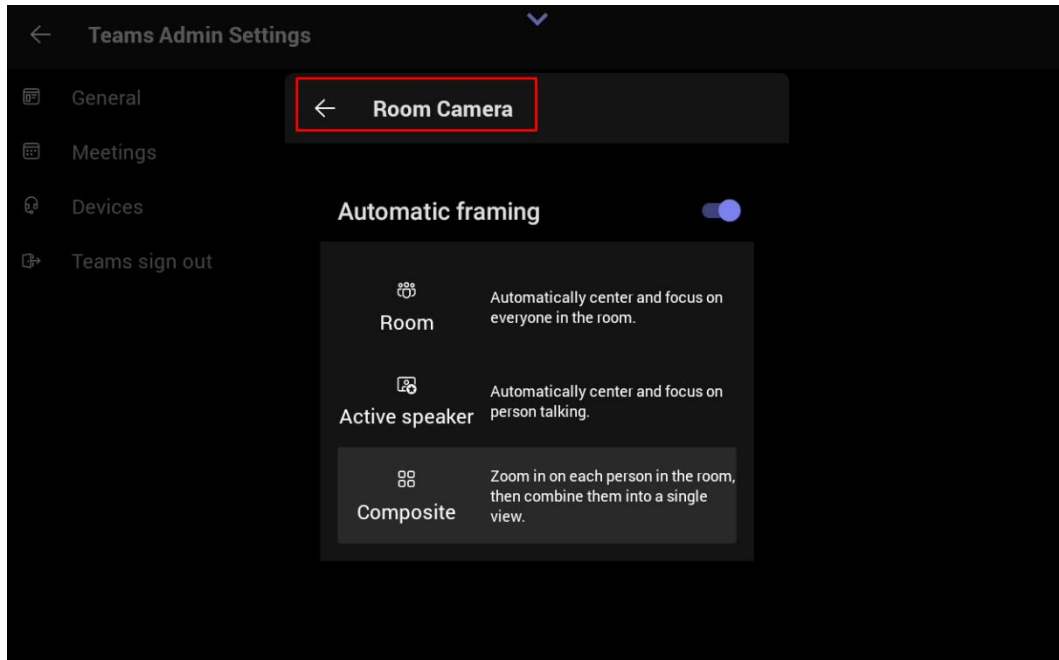 Teams Admin Settings
General
Meetings
Devices
Teams sign out
Room Camera
Automatic framing
Room
Automatically center and focus on
everyone in the room.
Active speaker
Automatically center and focus on
person talking.
Composite
Zoom in on each person in the room,
then combine them into a single
view.